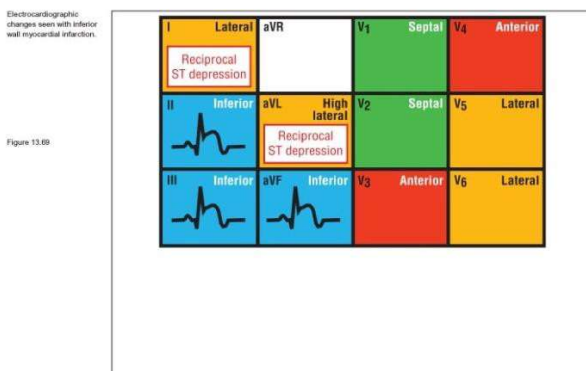 Electrocardiographic
changes seen with inferior
wall myocardial infarction.
Figure 13.69
I Lateral
Reciprocal
ST depression
aVR
V1 Septal
V4 Anterior
II Inferior
aVL High
lateral
Reciprocal
ST depression
V2 Septal
V5 Lateral
III Inferior
aVF Inferior
V3 Anterior
V6 Lateral